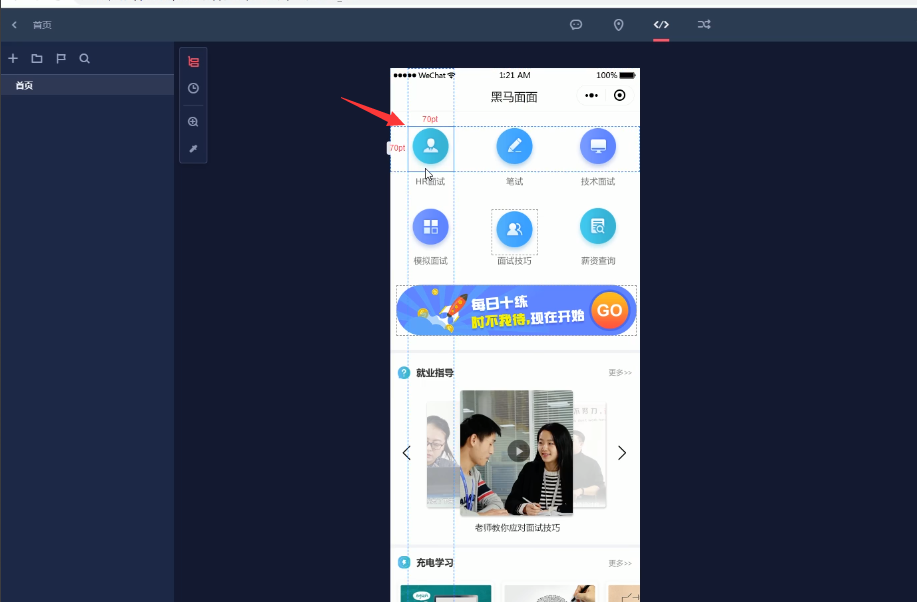 首页
首页
WeChat 1:21 AM 100%
黑马面面
70pt
70pt
HR面试 笔试 技术面试
模拟面试 面试技巧 薪资查询
每日十练
时不我待,现在开始 GO
就业指导 更多>>
老师教你应对面试技巧
充电学习 更多>>